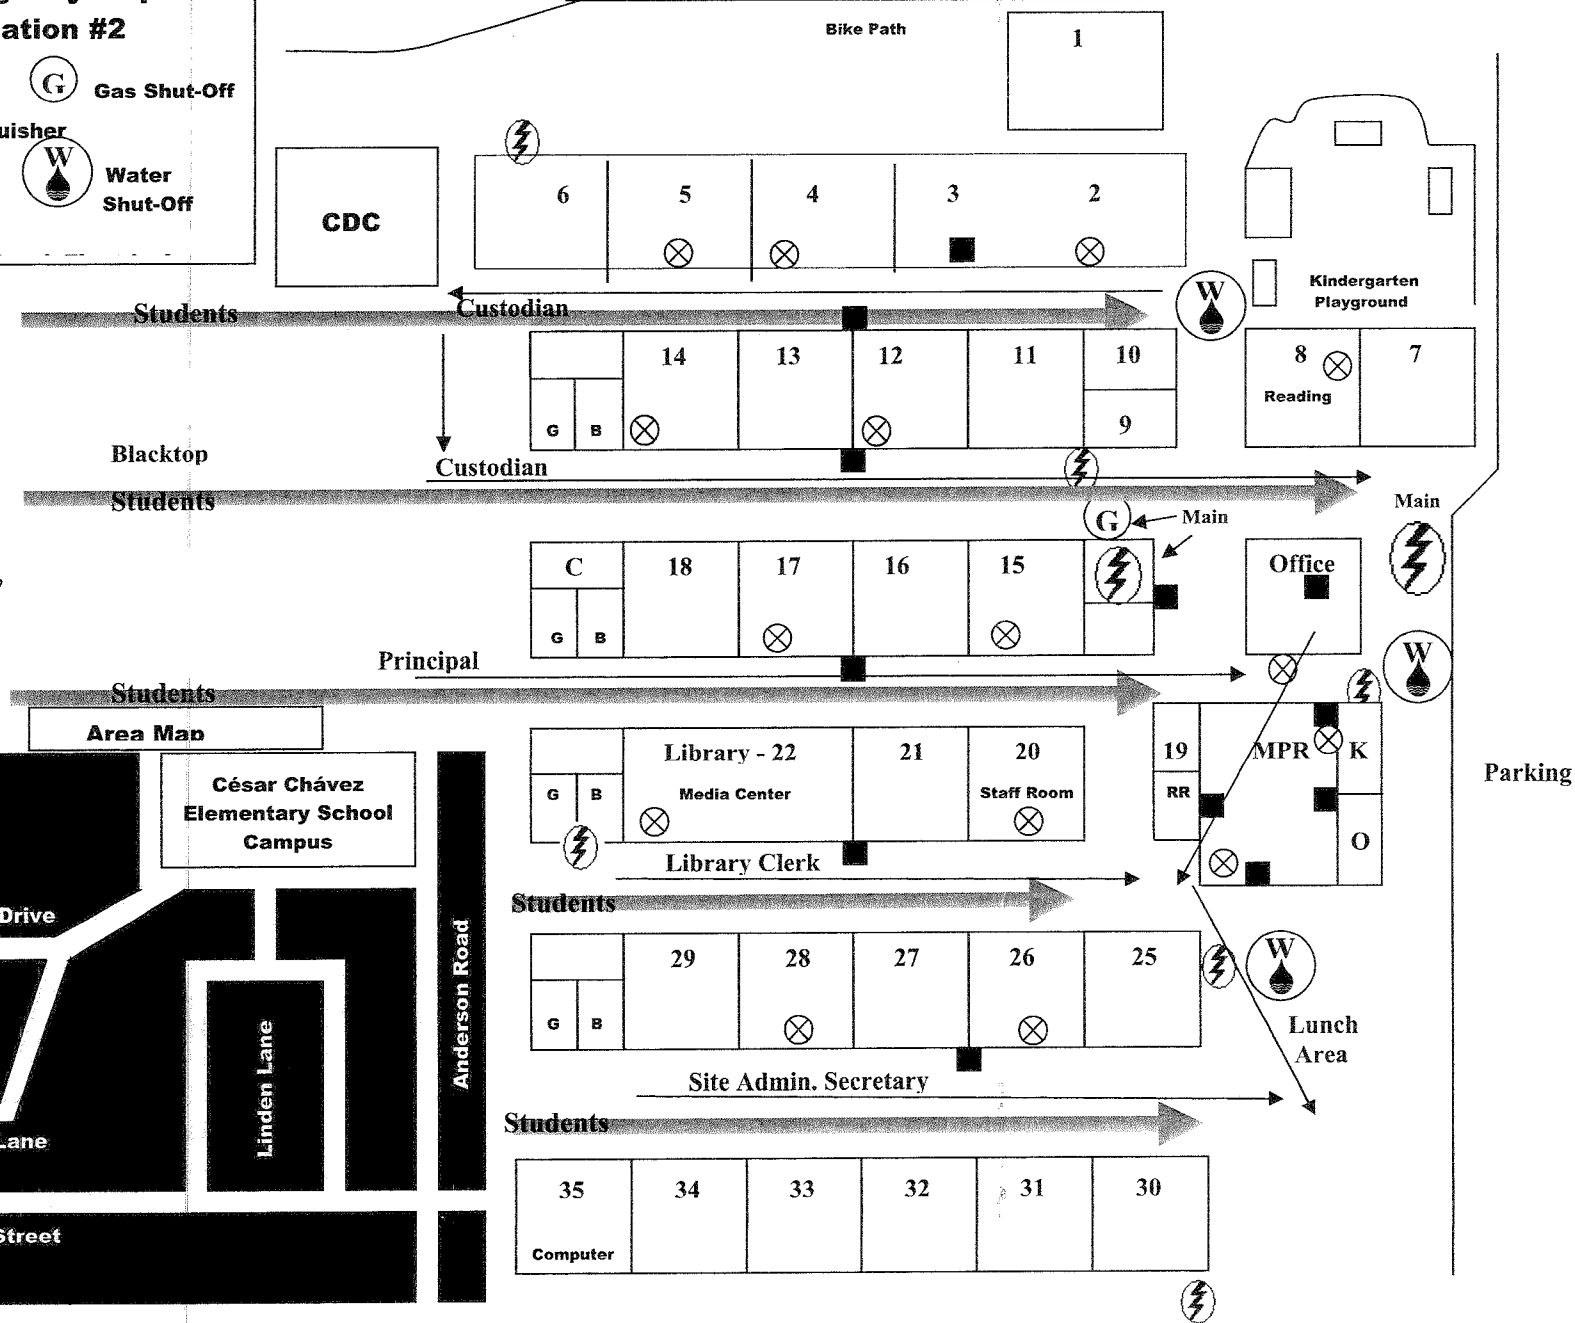 ation #2
G Gas Shut-Off
uisher
W Water
Shut-Off
Bike Path
1
CDC
6 5 4 3 2
Kindergarten
Playground
Custodian
Students
W
14 13 12 11 10
9
G B
8 7
Reading
Blacktop
Custodian
Students
Main
G Main
C 18 17 16 15
G B
Office
W
Principal
Students
Library - 22 21 20
Media Center Staff Room
G B
19 MPR K
RR
O
Parking
Library Clerk
Students
29 28 27 26 25
G B
W
Lunch
Area
Site Admin. Secretary
Students
35 34 33 32 31 30
Computer
Area Map
César Chávez
Elementary School
Campus
Drive
Anderson Road
Linden Lane
Lane
Street